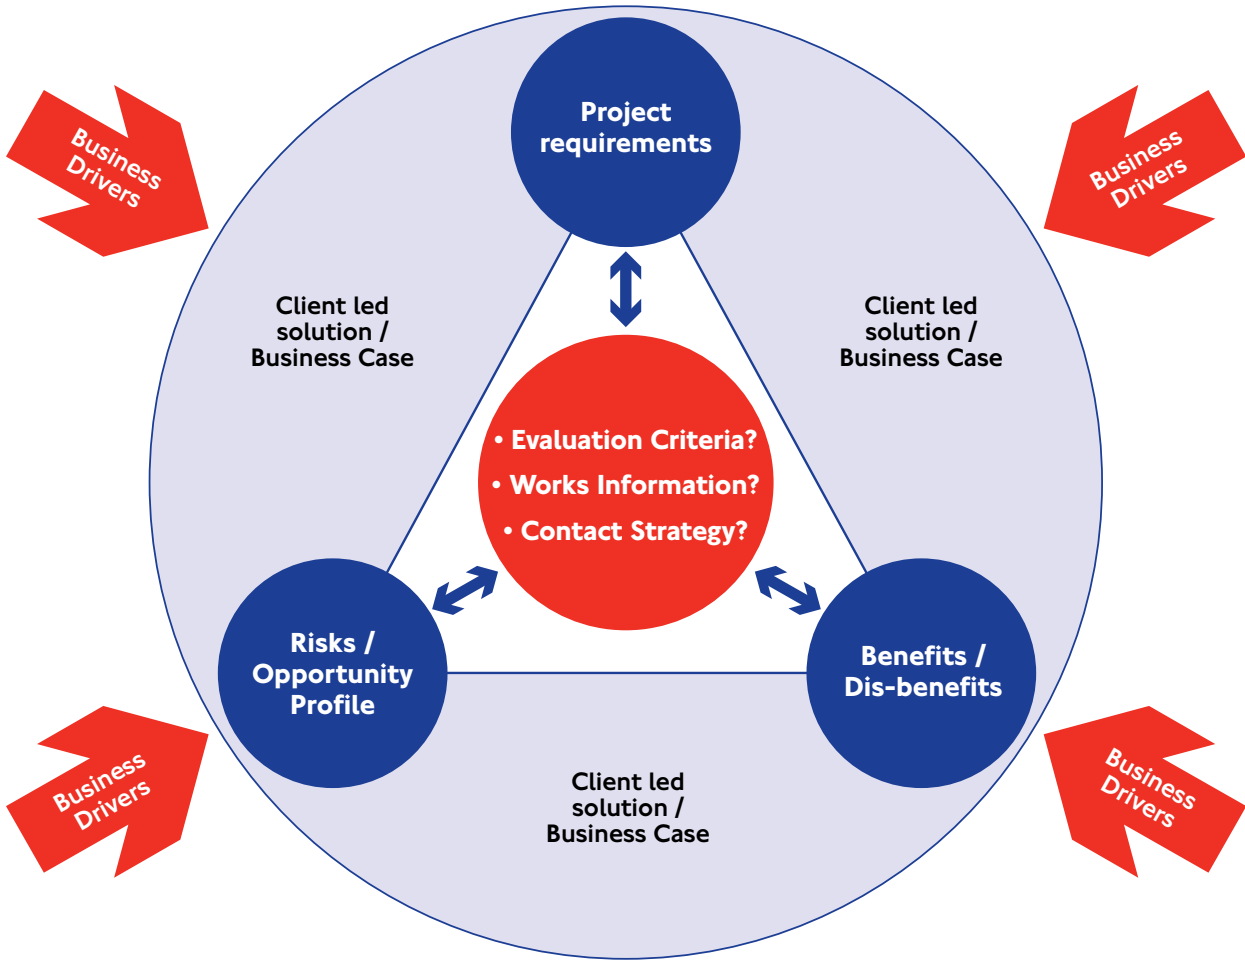 Project
requirements
Business
Drivers
Business
Drivers
Client led
solution /
Business Case
Client led
solution /
Business Case
• Evaluation Criteria?
• Works Information?
• Contact Strategy?
Risks /
Opportunity
Profile
Benefits /
Dis-benefits
Business
Drivers
Business
Drivers
Client led
solution /
Business Case